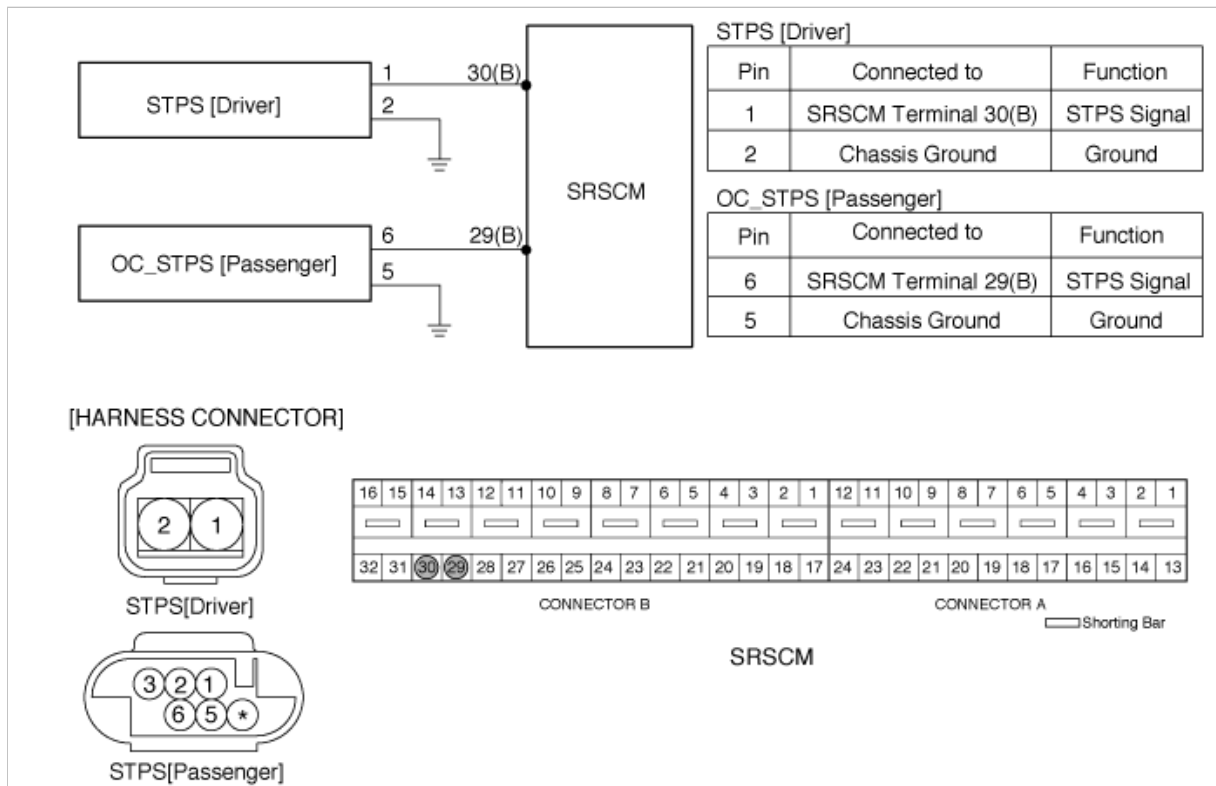 STPS [Driver]
1
30(B)
2
SRSCM
OC_STPS [Passenger]
6
29(B)
5
STPS [Driver]
Pin Connected to Function
1 SRSCM Terminal 30(B) STPS Signal
2 Chassis Ground Ground
OC_STPS [Passenger]
Pin Connected to Function
6 SRSCM Terminal 29(B) STPS Signal
5 Chassis Ground Ground
[HARNESS CONNECTOR]
2 1
STPS[Driver]
3 2 1
6 5 *
STPS[Passenger]
16 15 14 13 12 11 10 9 8 7 6 5 4 3 2 1 12 11 10 9 8 7 6 5 4 3 2 1
32 31 30 29 28 27 26 25 24 23 22 21 20 19 18 17 24 23 22 21 20 19 18 17 16 15 14 13
CONNECTOR B CONNECTOR A
Shorting Bar
SRSCM